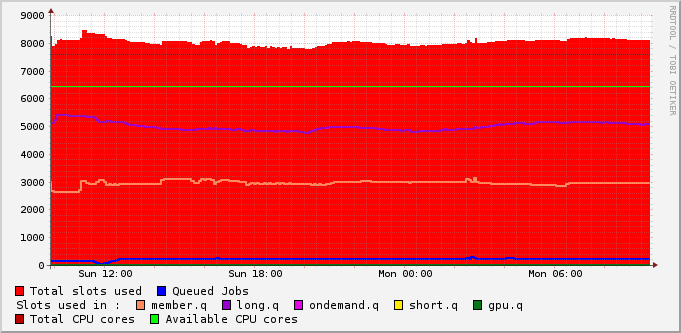 9000
8000
7000
6000
5000
4000
3000
2000
1000
0
Sun 12:00 Sun 18:00 Mon 00:00 Mon 06:00
RRDTOOL / TOBI OETIKER
Total slots used Queued Jobs
Slots used in : member.q long.q ondemand.q short.q gpu.q
Total CPU cores Available CPU cores